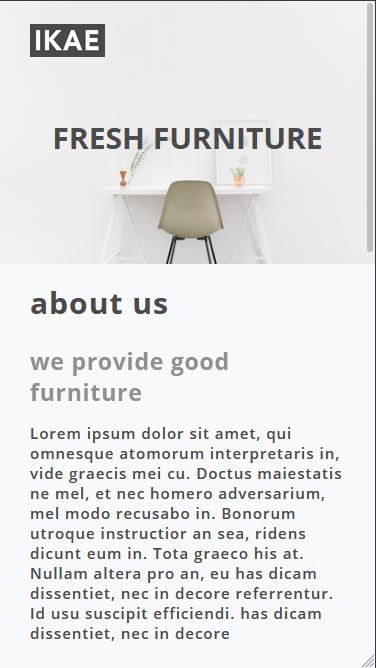 IKAE
FRESH FURNITURE
about us
we provide good
furniture
Lorem ipsum dolor sit amet, qui
omnesque atomorum interpretaris in,
vide graecis mei cu. Doctus maiestatis
ne mel, et nec homero adversarium,
mel modo recusabo in. Bonorum
utroque instructior an sea, ridens
dicunt eum in. Tota graeco his at.
Nullam altera pro an, eu has dicam
dissentiet, nec in decore referrentur.
Id usu suscipit efficiendi. has dicam
dissentiet, nec in decore